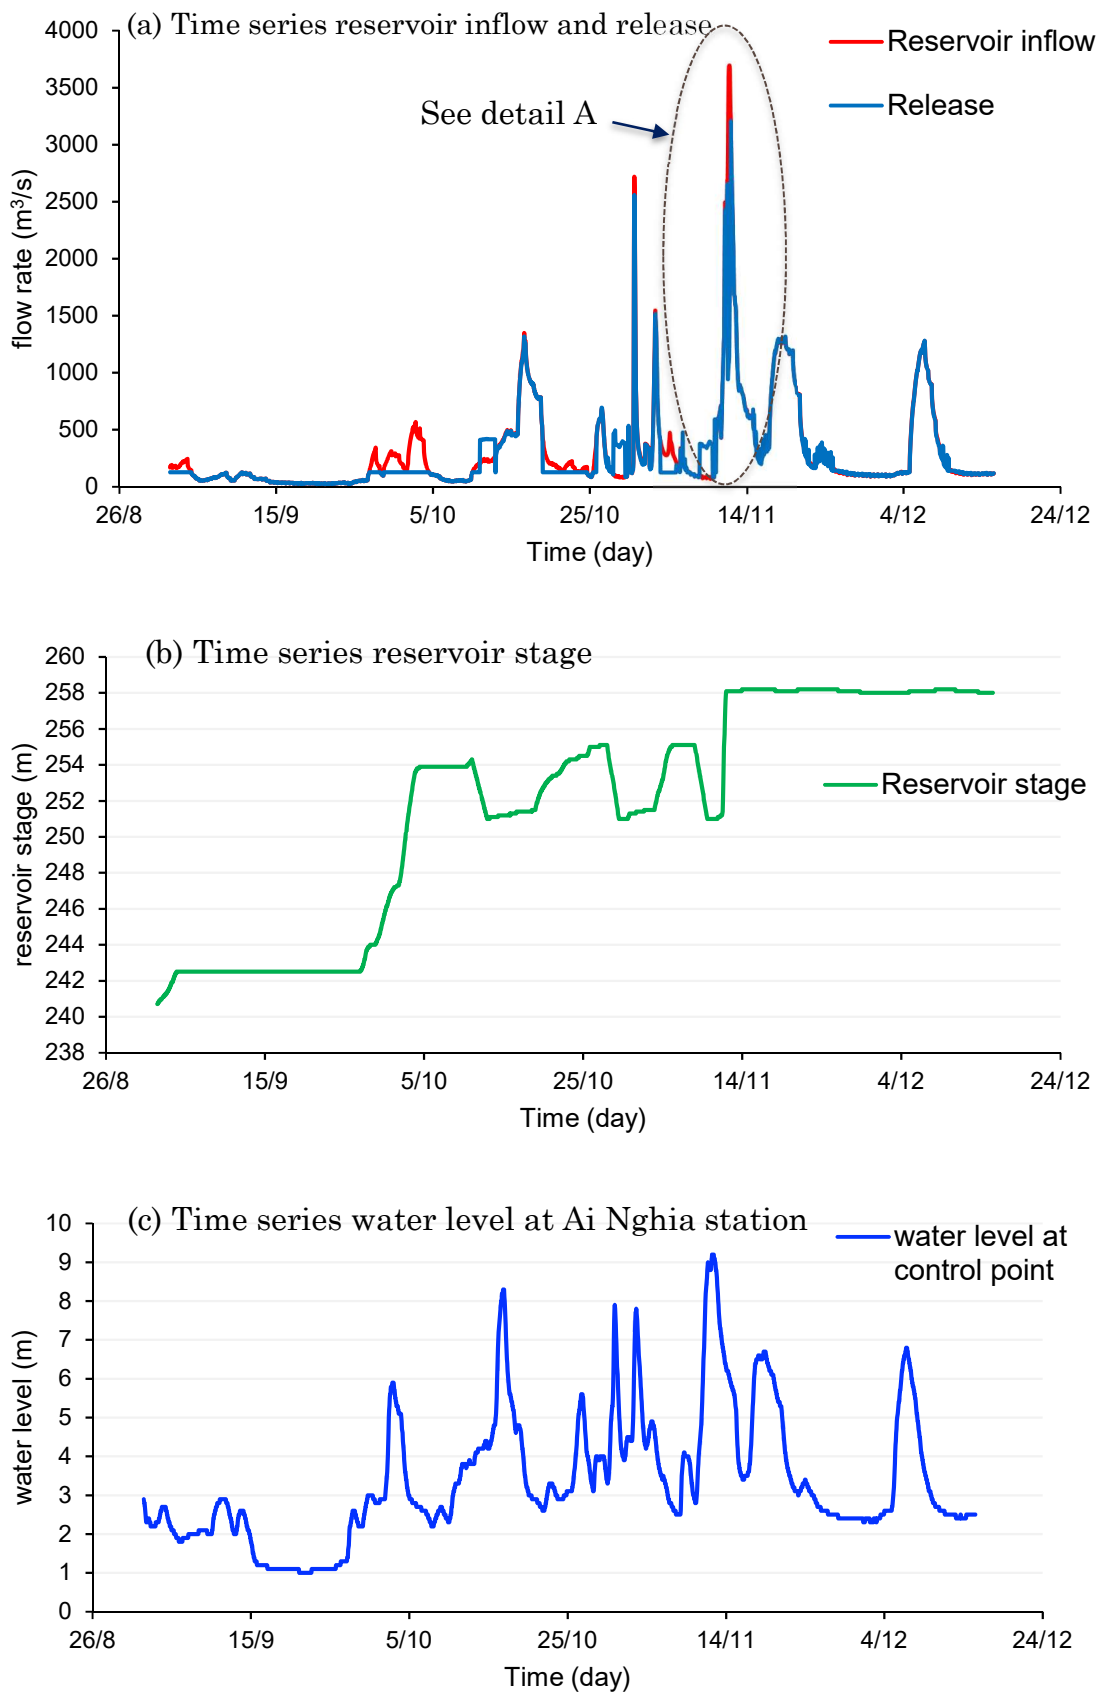 (a) Time series reservoir inflow and release
Reservoir inflow
Release
See detail A
flow rate (m³/s)
4000
3500
3000
2500
2000
1500
1000
500
0
26/8 15/9 5/10 25/10 14/11 4/12 24/12
Time (day)
(b) Time series reservoir stage
Reservoir stage
reservoir stage (m)
260
258
256
254
252
250
248
246
244
242
240
238
26/8 15/9 5/10 25/10 14/11 4/12 24/12
Time (day)
(c) Time series water level at Ai Nghia station
water level at
control point
water level (m)
10
9
8
7
6
5
4
3
2
1
0
26/8 15/9 5/10 25/10 14/11 4/12 24/12
Time (day)